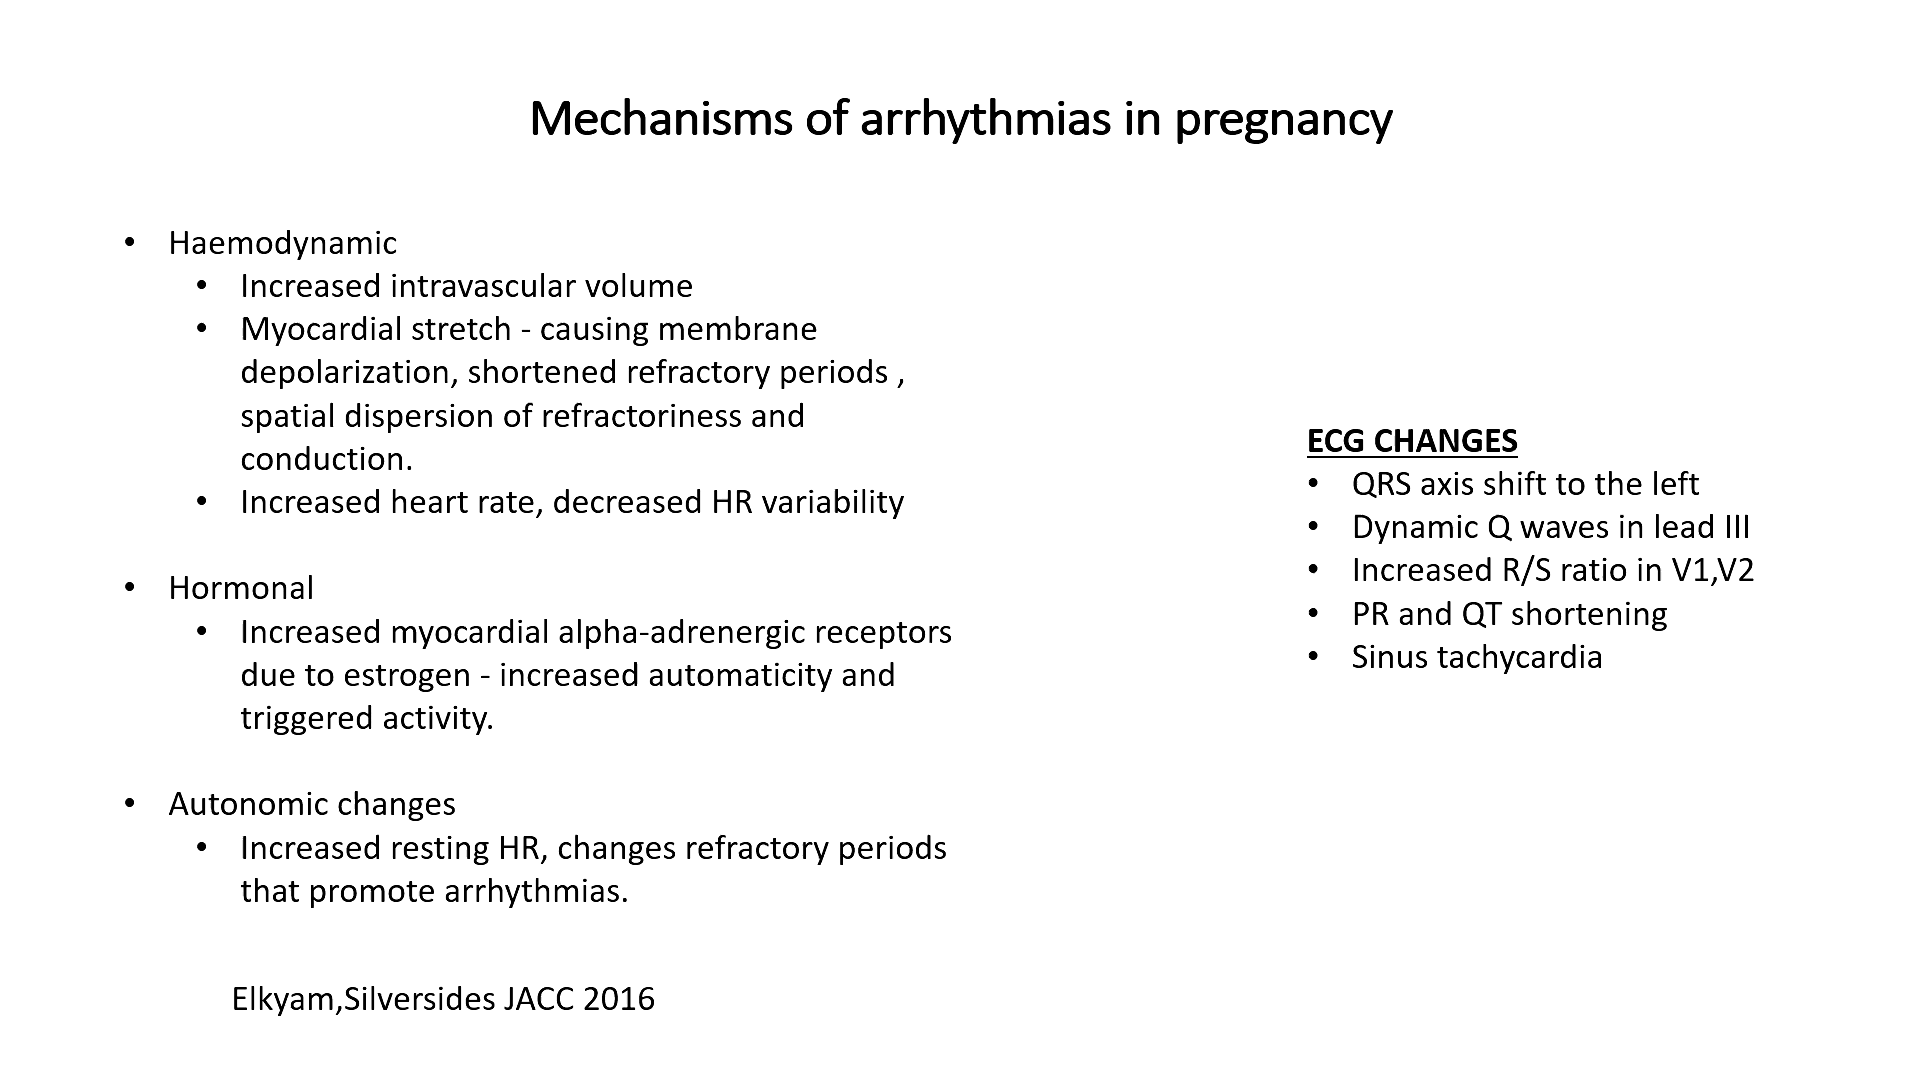 Mechanisms of arrhythmias in pregnancy
• Haemodynamic
• Increased intravascular volume
• Myocardial stretch - causing membrane
depolarization, shortened refractory periods ,
spatial dispersion of refractoriness and
conduction.
• Increased heart rate, decreased HR variability
• Hormonal
• Increased myocardial alpha-adrenergic receptors
due to estrogen - increased automaticity and
triggered activity.
• Autonomic changes
• Increased resting HR, changes refractory periods
that promote arrhythmias.
Elkyam,Silversides JACC 2016
ECG CHANGES
• QRS axis shift to the left
• Dynamic Q waves in lead III
• Increased R/S ratio in V1,V2
• PR and QT shortening
• Sinus tachycardia